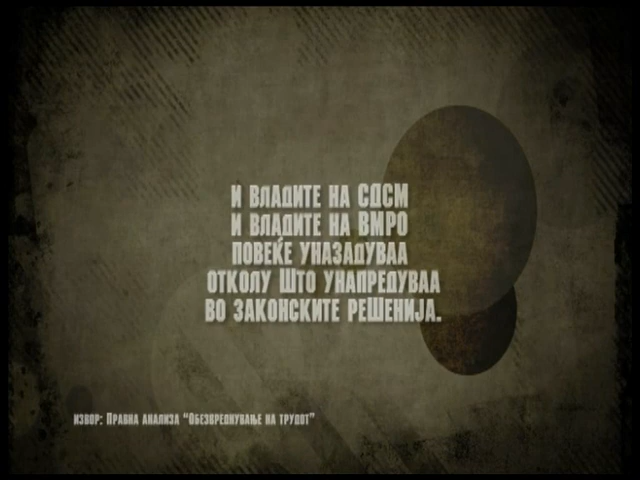 И ВЛАДИТЕ НА СДСМ
И ВЛАДИТЕ НА ВМРО
ПОВЕЌЕ УНАЗАДУВАА
ОТКОЛУ ШТО УНАПРЕДУВАА
ВО ЗАКОНСКИТЕ РЕШЕНИЈА.
ИЗВОР: ПРАВНА АНАЛИЗА "ОБЕЗВРЕДНУВАЊЕ НА ТРУДОТ"